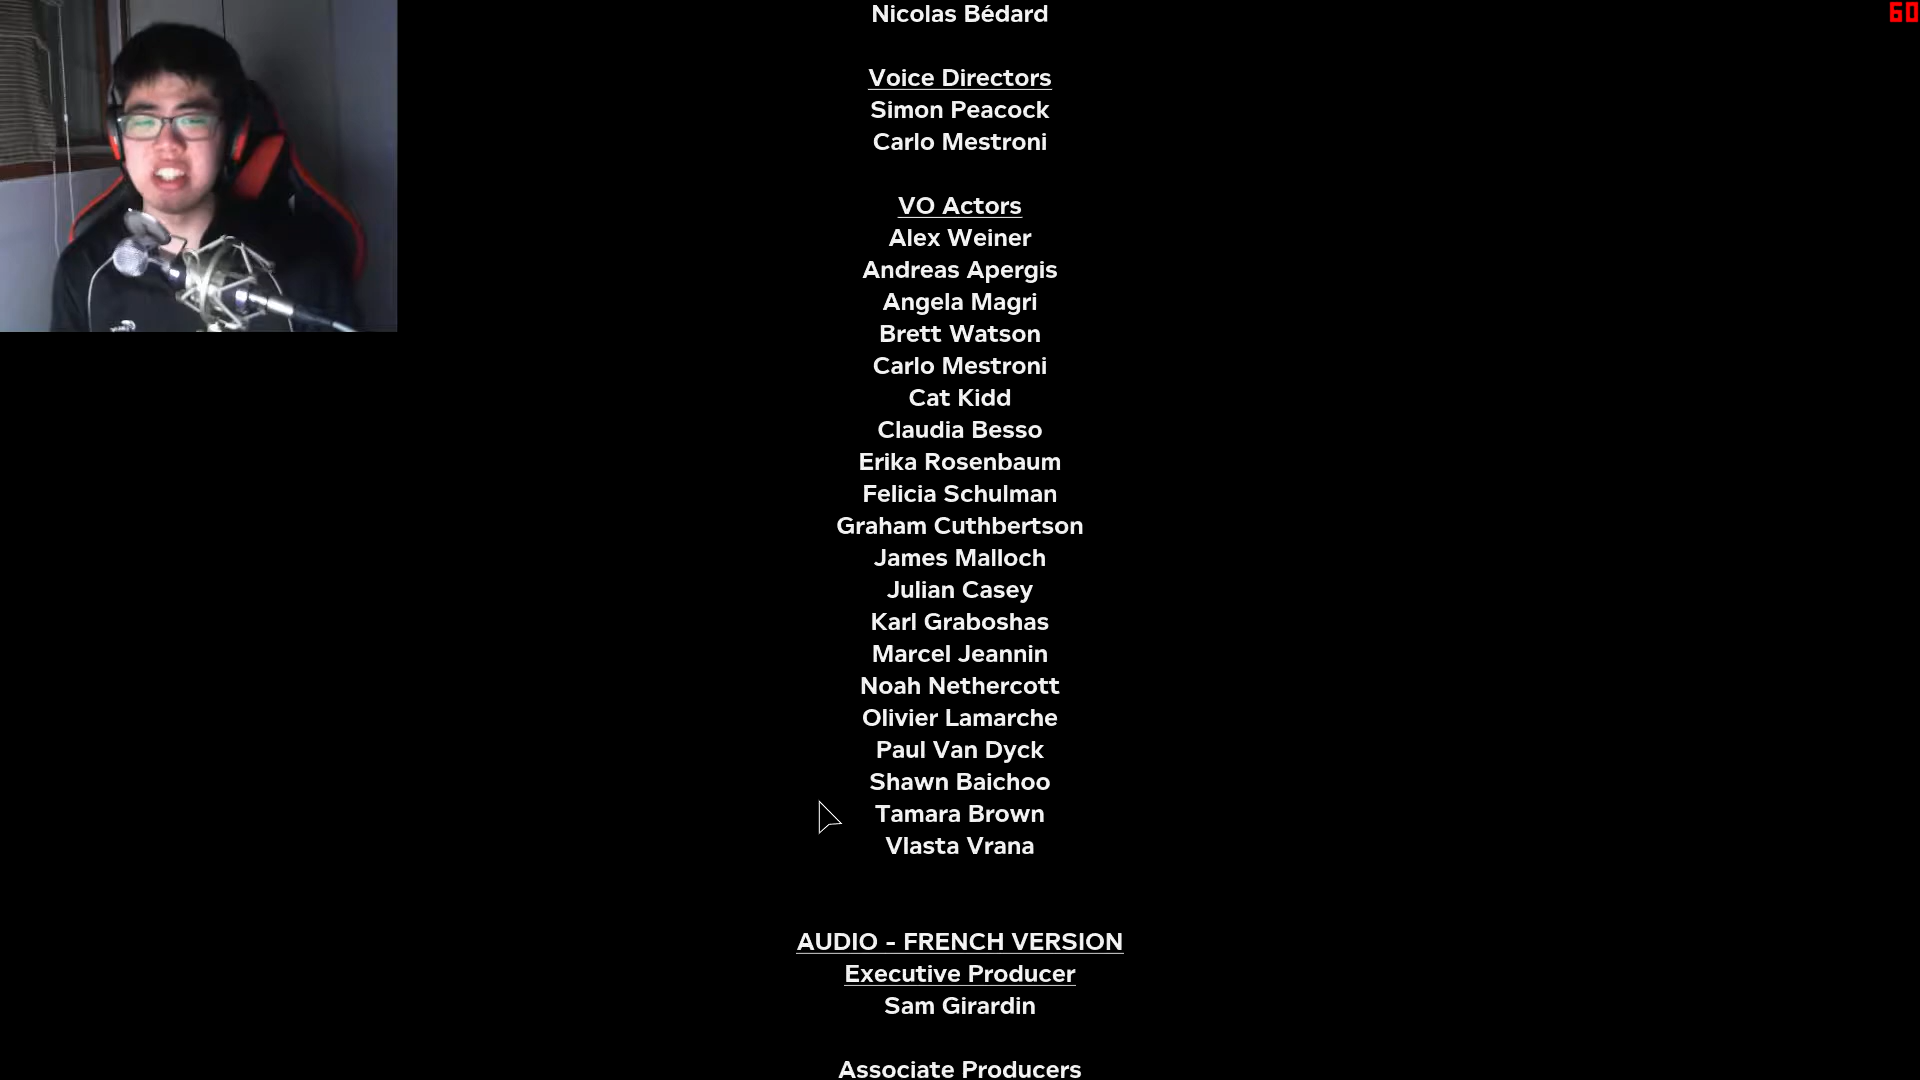 60
Nicolas Bédard
Voice Directors
Simon Peacock
Carlo Mestroni
VO Actors
Alex Weiner
Andreas Apergis
Angela Magri
Brett Watson
Carlo Mestroni
Cat Kidd
Claudia Besso
Erika Rosenbaum
Felicia Schulman
Graham Cuthbertson
James Malloch
Julian Casey
Karl Graboshas
Marcel Jeannin
Noah Nethercott
Olivier Lamarche
Paul Van Dyck
Shawn Baichoo
Tamara Brown
Vlasta Vrana
AUDIO - FRENCH VERSION
Executive Producer
Sam Girardin
Associate Producers